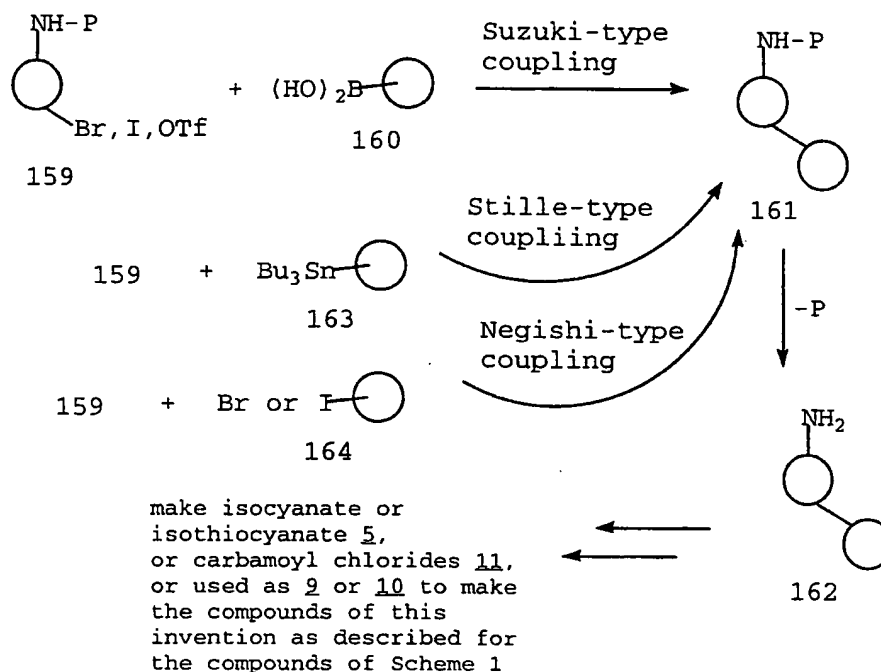 NH-P
Suzuki-type
coupling
NH-P
+ (HO)2B
Br,I,OTf
159
160
161
Stille-type
coupliing
159 + Bu3Sn
163
-P
Negishi-type
coupling
159 + Br or I
164
NH2
162
make isocyanate or
isothiocyanate 5,
or carbamoyl chlorides 11,
or used as 9 or 10 to make
the compounds of this
invention as described for
the compounds of Scheme 1